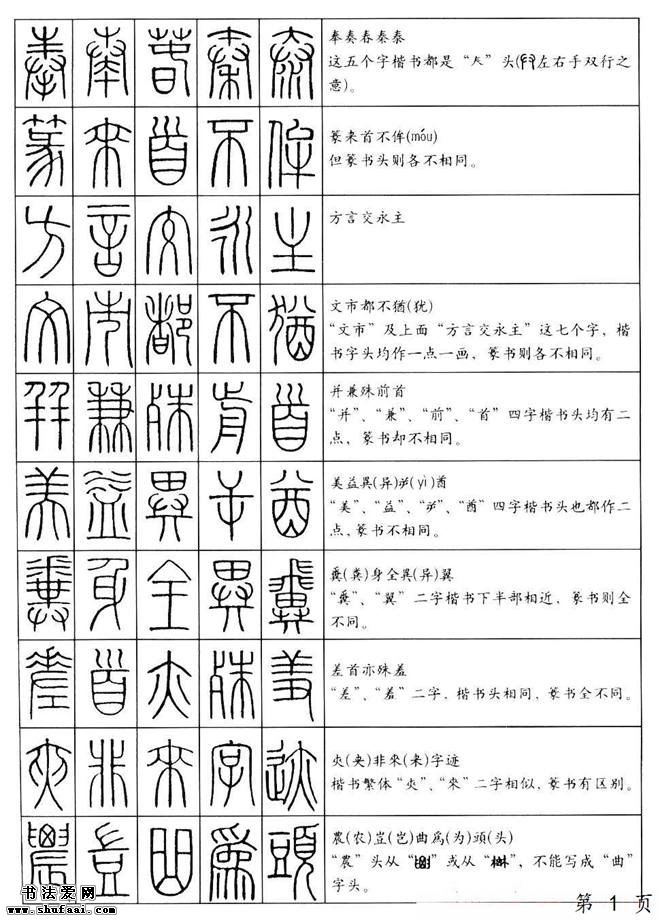 奉奏春秦泰
这五个字楷书都是“𡗗”头(左右手双行之
意)。
篆来首不侔(móu)
但篆书头则各不相同。
方言交永主
文市都不猶(犹)
“文市”及上面“方言交永主”这七个字，楷
书字头均作一点一画，篆书则各不相同。
并兼殊前首
“并”、“兼”、“前”、“首”四字楷书头均有二
点，篆书却不相同。
美益異(异)屰(yì)酋
“美”、“益”、“屰”、“酋”四字楷书头也都作二
点，篆书不相同。
糞(粪)身全異(异)翼
“糞”、“翼”二字楷书下半部相近，篆书则全
不同。
差首亦殊羞
“差”、“羞”二字，楷书头相同，篆书全不同。
夾(夹)非來(来)字迹
楷书繁体“夾”、“來”二字相似，篆书有区别。
農(农)豈(岂)曲爲(为)頭(头)
“農”头从“”或从“”，不能写成“曲”
字头。
书法爱网
www.shufaai.com
第 1 页